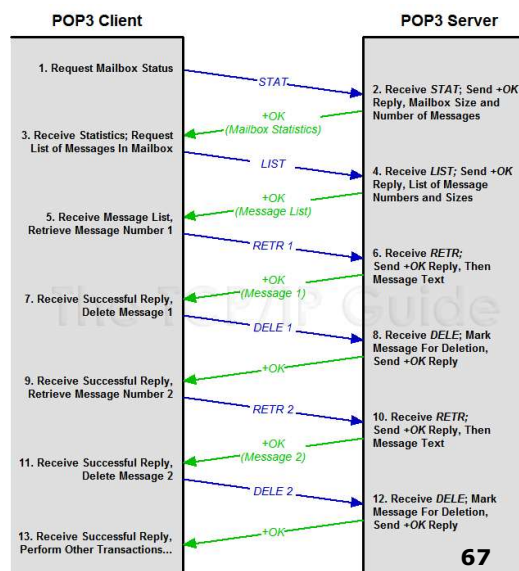 POP3 Client
POP3 Server
1. Request Mailbox Status
STAT
2. Receive STAT; Send +OK
Reply, Mailbox Size and
Number of Messages
+OK
(Mailbox Statistics)
3. Receive Statistics; Request
List of Messages In Mailbox
LIST
4. Receive LIST; Send +OK
Reply, List of Message
Numbers and Sizes
+OK
(Message List)
5. Receive Message List,
Retrieve Message Number 1
RETR 1
6. Receive RETR;
Send +OK Reply, Then
Message Text
+OK
(Message 1)
The TCP/IP Guide
7. Receive Successful Reply,
Delete Message 1
DELE 1
8. Receive DELE; Mark
Message For Deletion,
Send +OK Reply
+OK
9. Receive Successful Reply,
Retrieve Message Number 2
RETR 2
10. Receive RETR;
Send +OK Reply, Then
Message Text
+OK
(Message 2)
11. Receive Successful Reply,
Delete Message 2
DELE 2
12. Receive DELE; Mark
Message For Deletion,
Send +OK Reply
+OK
13. Receive Successful Reply,
Perform Other Transactions...
67